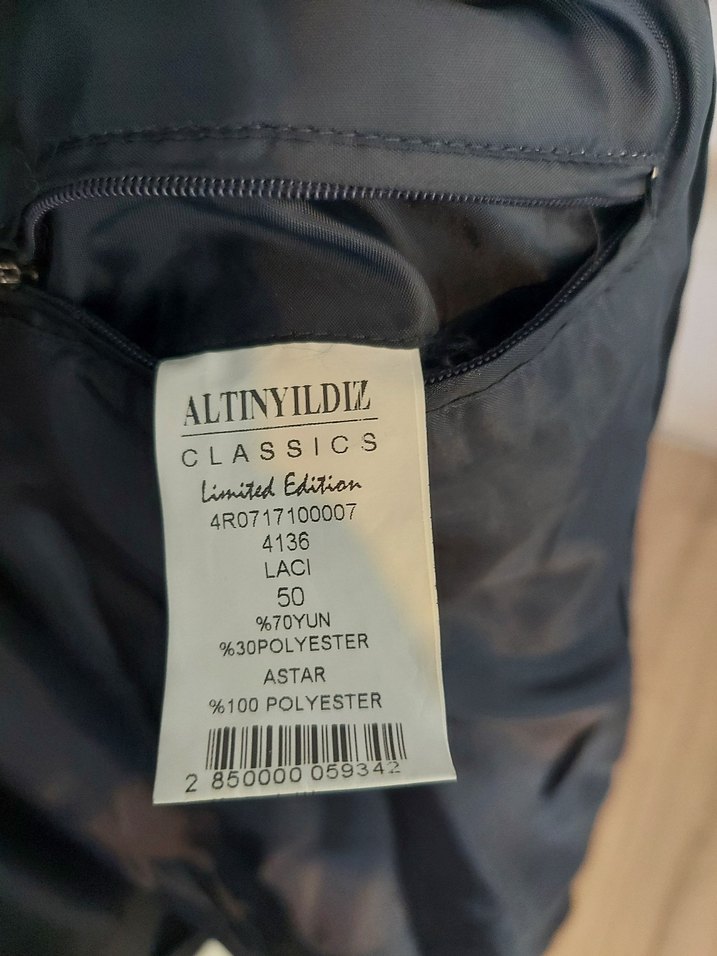 ALTINYILDIZ
CLASSICS
Limited Edition
4R0717100007
4136
LACI
50
%70YUN
%30POLYESTER
ASTAR
%100 POLYESTER
2 850000 059342